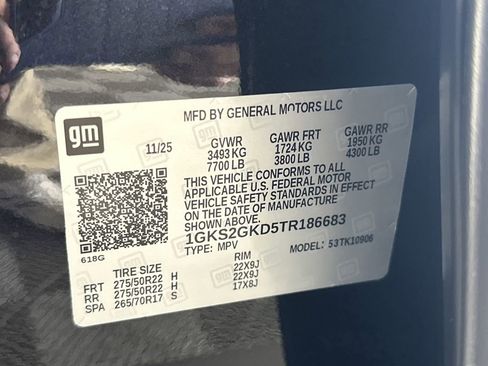 MFD BY GENERAL MOTORS LLC
gm
11/25
GVWR
3493 KG
7700 LB
GAWR FRT
1724 KG
3800 LB
GAWR RR
1950 KG
4300 LB
THIS VEHICLE CONFORMS TO ALL
APPLICABLE U.S. FEDERAL MOTOR
VEHICLE SAFETY STANDARDS IN EFFECT
ON THE DATE OF MANUFACTURE
SHOWN ABOVE.
1GKS2GKD5TR186683
TYPE: MPV MODEL: 53TK10906
618G
TIRE SIZE RIM
FRT 275/50R22 H 22X9J
RR 275/50R22 H 22X9J
SPA 265/70R17 S 17X8J